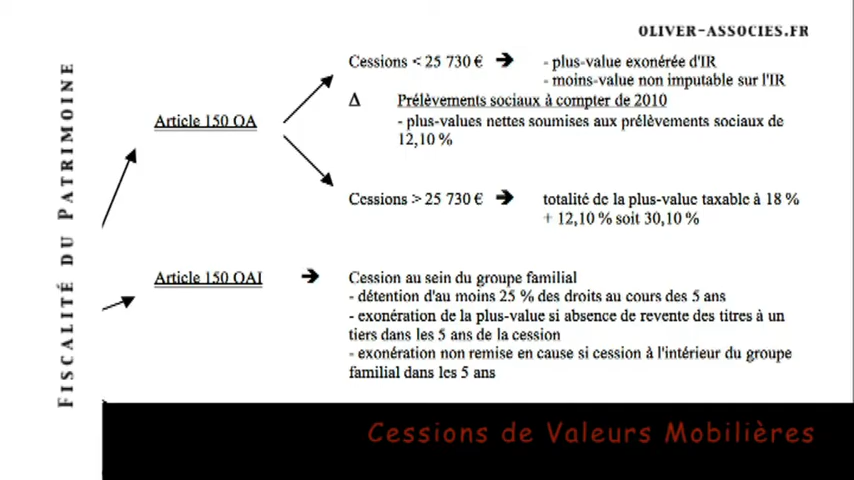 OLIVER-ASSOCIES.FR
FISCALITÉ DU PATRIMOINE
Article 150 OA
Cessions < 25 730 € ➔ - plus-value exonérée d'IR
- moins-value non imputable sur l'IR
Δ Prélèvements sociaux à compter de 2010
- plus-values nettes soumises aux prélèvements sociaux de
12,10 %
Cessions > 25 730 € ➔ totalité de la plus-value taxable à 18 %
+ 12,10 % soit 30,10 %
Article 150 OAI ➔ Cession au sein du groupe familial
- détention d'au moins 25 % des droits au cours des 5 ans
- exonération de la plus-value si absence de revente des titres à un
tiers dans les 5 ans de la cession
- exonération non remise en cause si cession à l'intérieur du groupe
familial dans les 5 ans
Cessions de Valeurs Mobilières